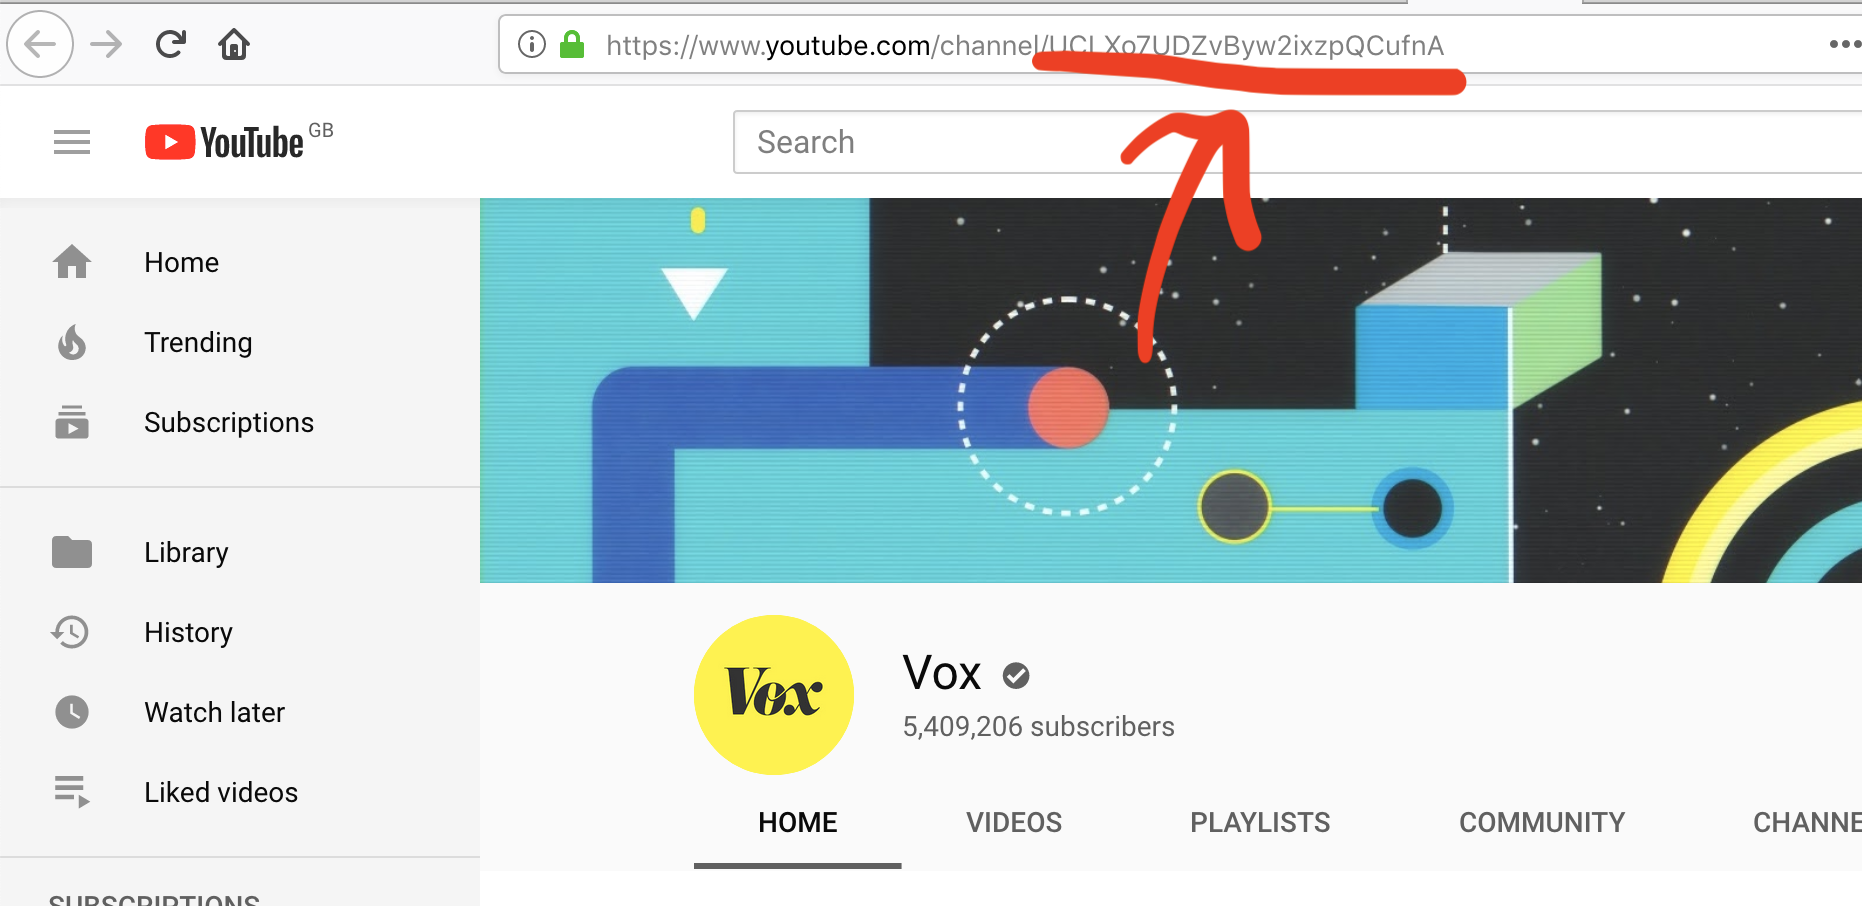 https://www.youtube.com/channel/UCLXo7UDZvByw2ixzpQCufnA
YouTube GB
Search
Home
Trending
Subscriptions
Library
History
Watch later
Liked videos
SUBSCRIPTIONS
Vox
Vox
5,409,206 subscribers
HOME VIDEOS PLAYLISTS COMMUNITY CHANNE